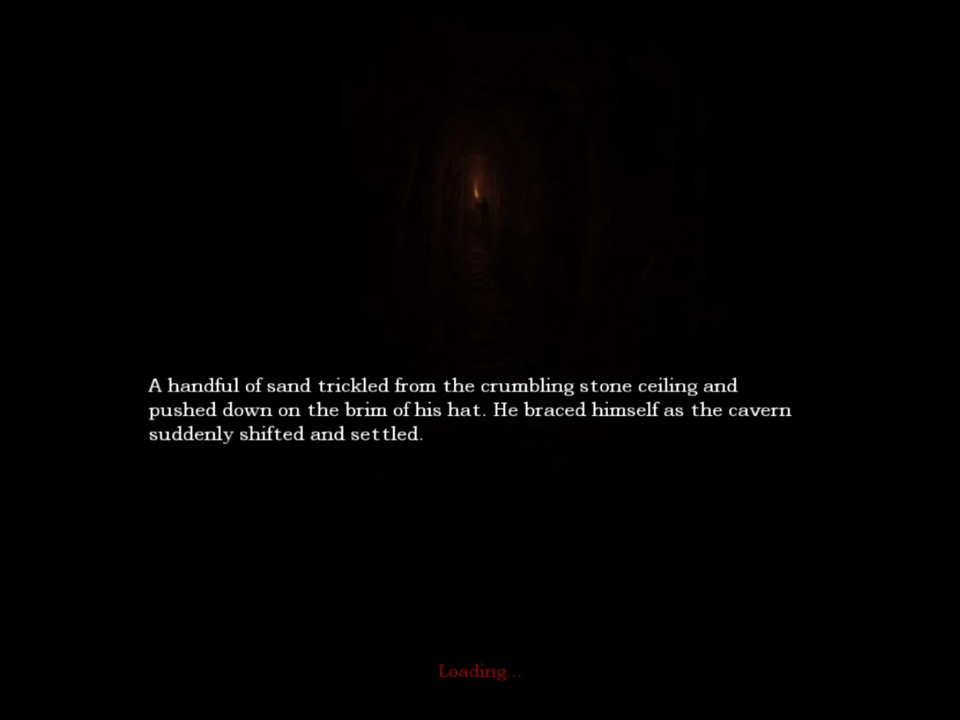 A handful of sand trickled from the crumbling stone ceiling and
pushed down on the brim of his hat. He braced himself as the cavern
suddenly shifted and settled.
Loading...